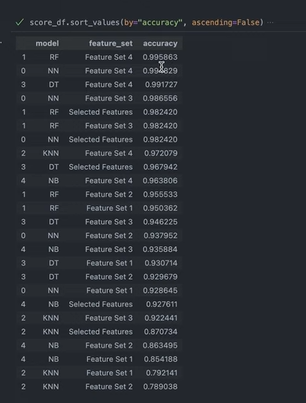 score_df.sort_values(by="accuracy", ascending=False)
model feature_set accuracy
1 RF Feature Set 4 0.995863
0 NN Feature Set 4
3 DT Feature Set 4 0.991727
0 NN Feature Set 3 0.986556
1 RF Selected Features 0.982420
1 RF Feature Set 3 0.982420
0 NN Selected Features 0.982420
2 KNN Feature Set 4 0.972079
3 DT Selected Features 0.967942
4 NB Feature Set 4 0.963806
1 RF Feature Set 2 0.955533
1 RF Feature Set 1 0.950362
3 DT Feature Set 3 0.946225
0 NN Feature Set 2 0.937952
4 NB Feature Set 3 0.935884
3 DT Feature Set 1 0.930714
3 DT Feature Set 2 0.929679
0 NN Feature Set 1 0.928645
4 NB Selected Features 0.927611
2 KNN Feature Set 3 0.922441
2 KNN Selected Features 0.870734
4 NB Feature Set 2 0.863495
4 NB Feature Set 1 0.854188
2 KNN Feature Set 1 0.792141
2 KNN Feature Set 2 0.789038